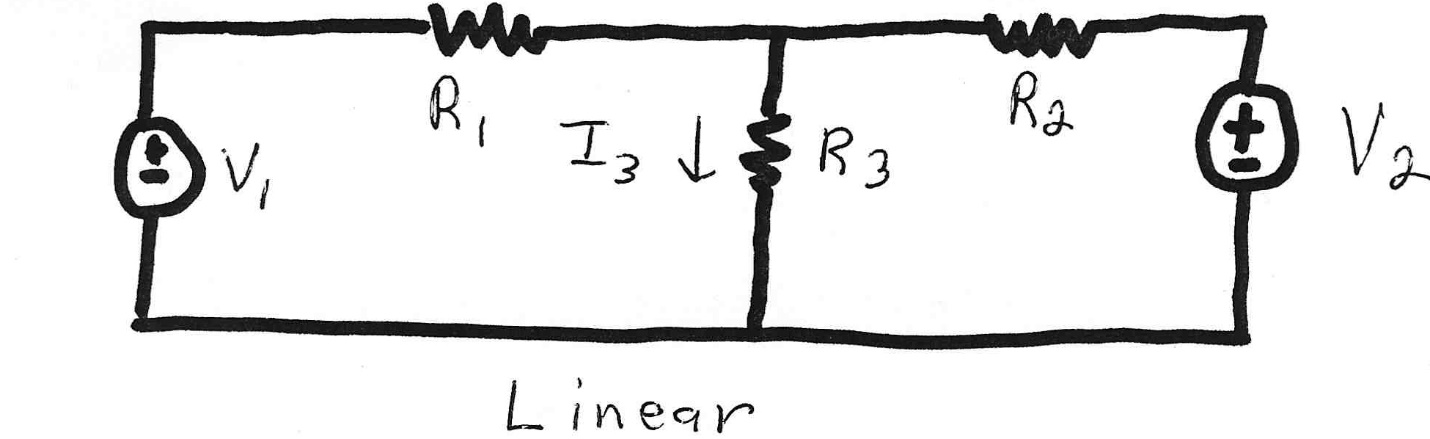 R1
R2
I3 ↓
R3
V1
V2
Linear